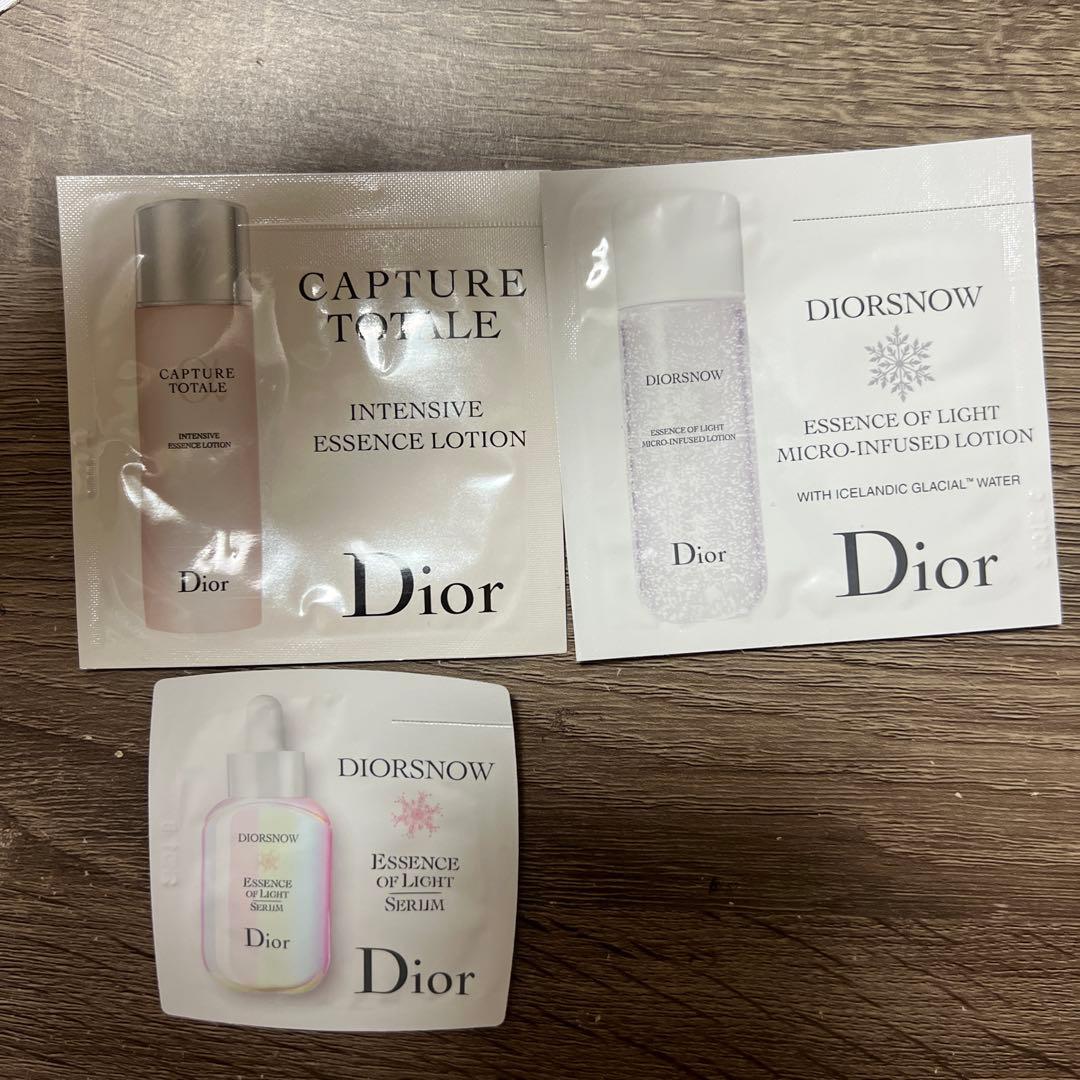 CAPTURE
TOTALE
INTENSIVE
ESSENCE LOTION
Dior
CAPTURE
TOTALE
INTENSIVE
ESSENCE LOTION
Dior
DIORSNOW
ESSENCE OF LIGHT
MICRO-INFUSED LOTION
Dior
DIORSNOW
ESSENCE OF LIGHT
MICRO-INFUSED LOTION
WITH ICELANDIC GLACIAL™ WATER
Dior
DIORSNOW
ESSENCE
OF LIGHT
SERUM
Dior
DIORSNOW
ESSENCE
OF LIGHT
SERUM
Dior